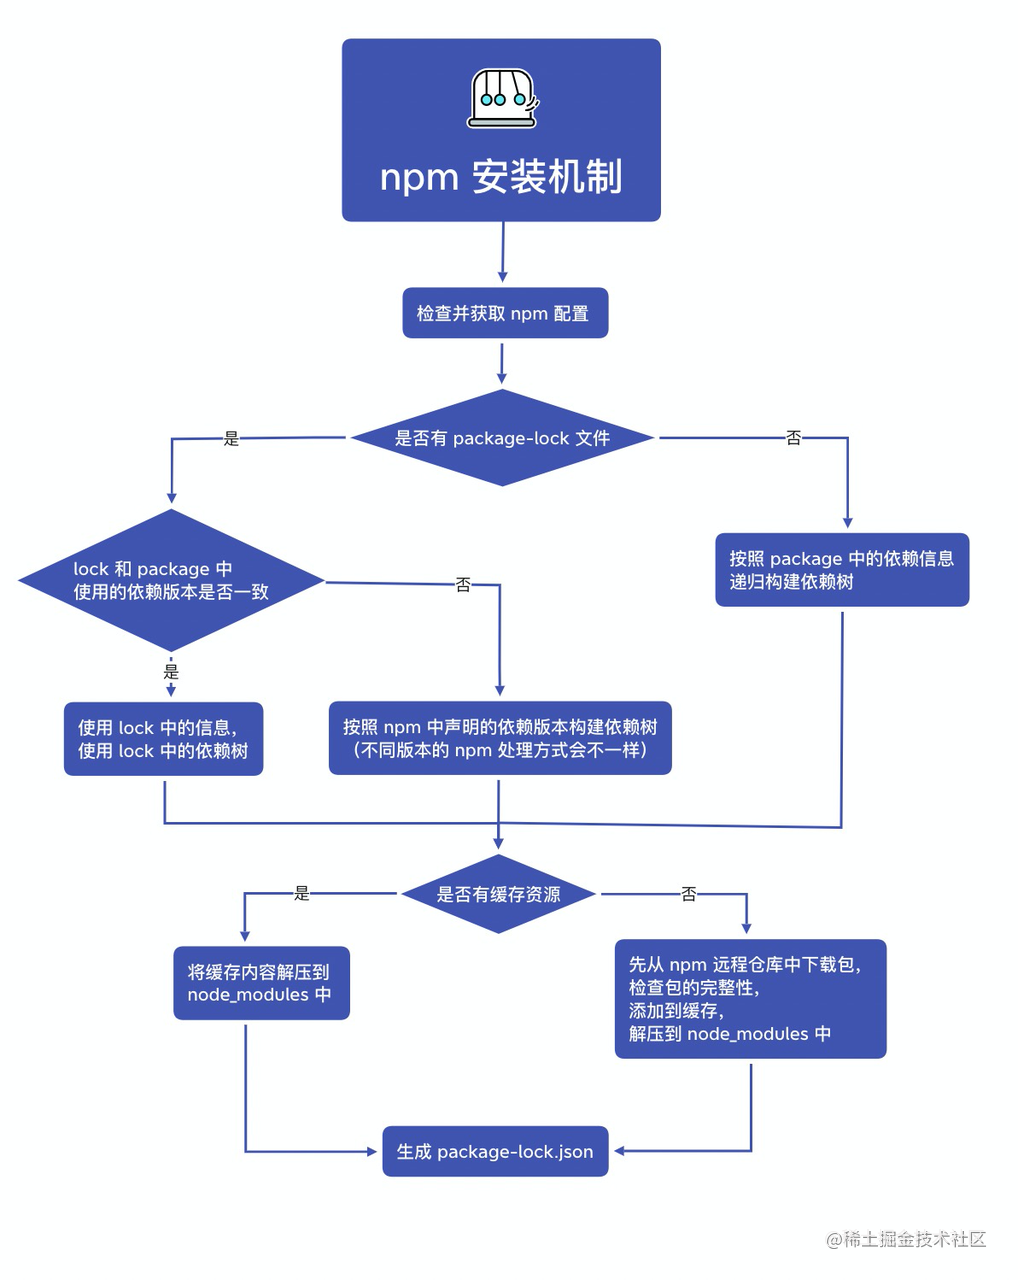 npm 安装机制
检查并获取 npm 配置
是否有 package-lock 文件
是
否
lock 和 package 中
使用的依赖版本是否一致
否
按照 package 中的依赖信息
递归构建依赖树
是
使用 lock 中的信息，
使用 lock 中的依赖树
按照 npm 中声明的依赖版本构建依赖树
（不同版本的 npm 处理方式会不一样）
是否有缓存资源
是
否
将缓存内容解压到
node_modules 中
先从 npm 远程仓库中下载包，
检查包的完整性，
添加到缓存，
解压到 node_modules 中
生成 package-lock.json
@稀土掘金技术社区